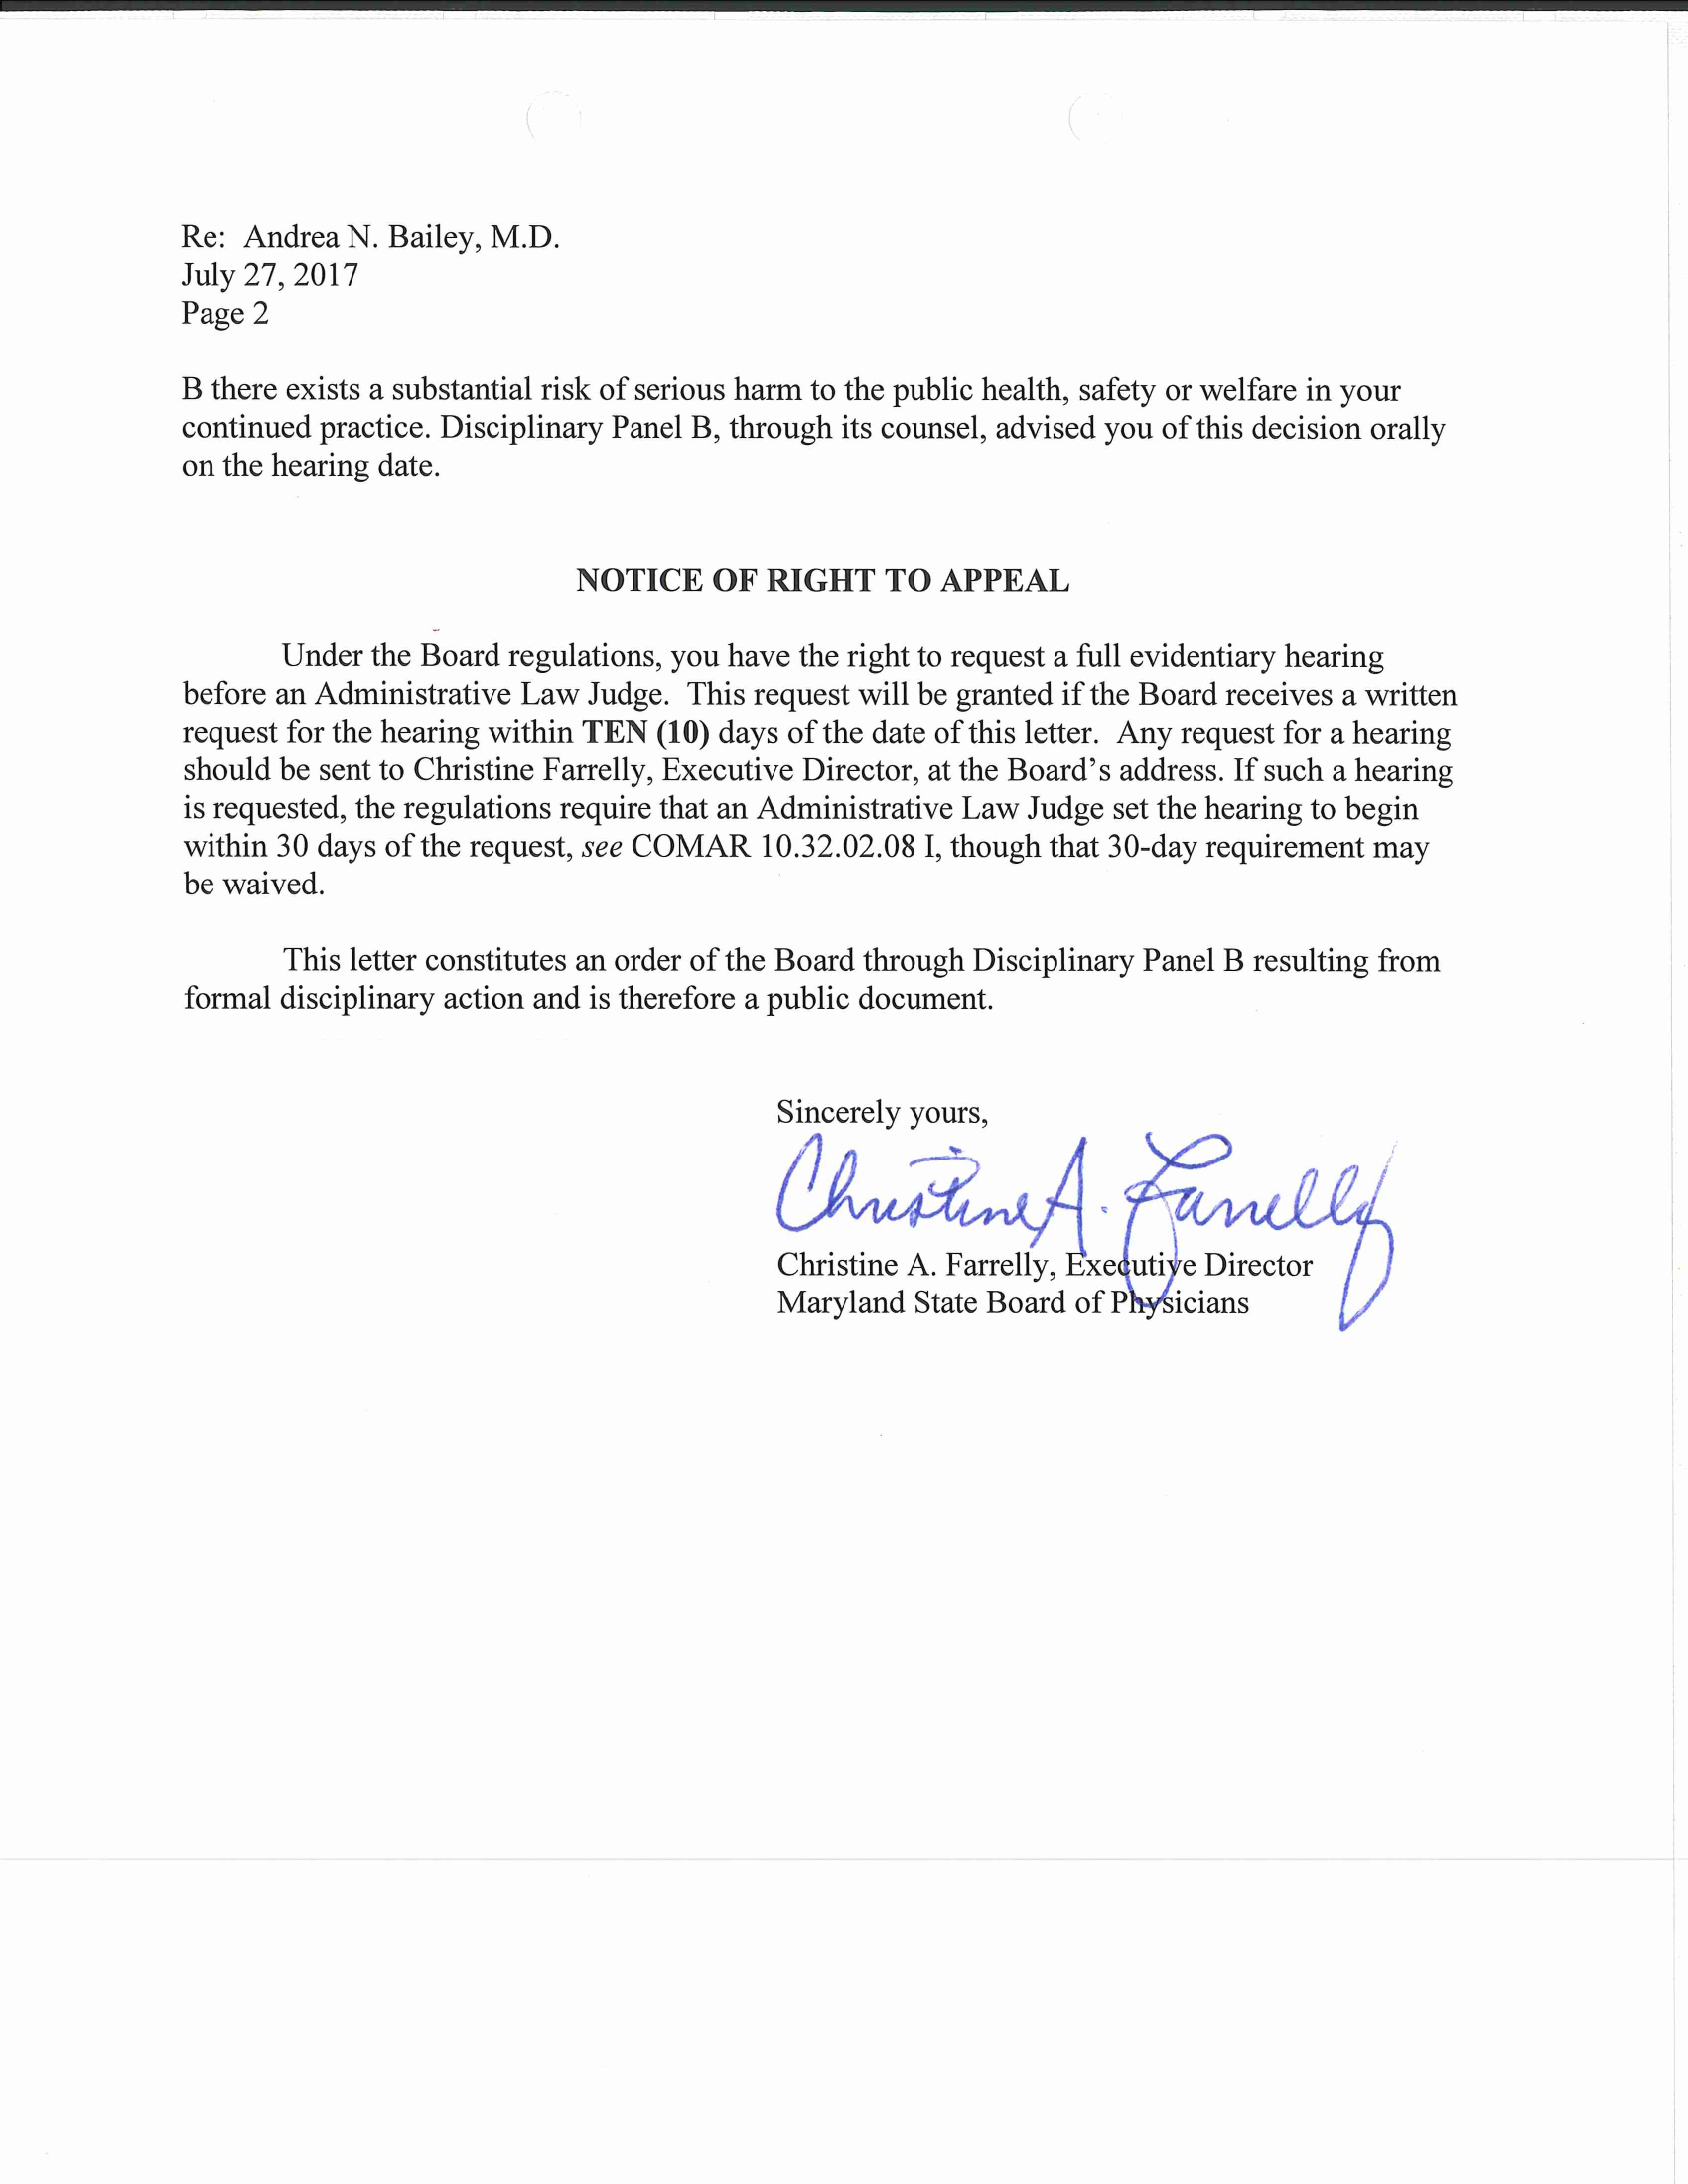 Re: Andrea N. Bailey, M.D.
July 27, 2017
Page 2
B there exists a substantial risk of serious harm to the public health, safety or welfare in your
continued practice. Disciplinary Panel B, through its counsel, advised you of this decision orally
on the hearing date.
NOTICE OF RIGHT TO APPEAL
Under the Board regulations, you have the right to request a full evidentiary hearing
before an Administrative Law Judge. This request will be granted if the Board receives a written
request for the hearing within TEN (10) days of the date of this letter. Any request for a hearing
should be sent to Christine Farrelly, Executive Director, at the Board's address. If such a hearing
is requested, the regulations require that an Administrative Law Judge set the hearing to begin
within 30 days of the request, see COMAR 10.32.02.08 I, though that 30-day requirement may
be waived.
This letter constitutes an order of the Board through Disciplinary Panel B resulting from
formal disciplinary action and is therefore a public document.
Sincerely yours,
Christine A. Farrelly
Christine A. Farrelly, Executive Director
Maryland State Board of Physicians